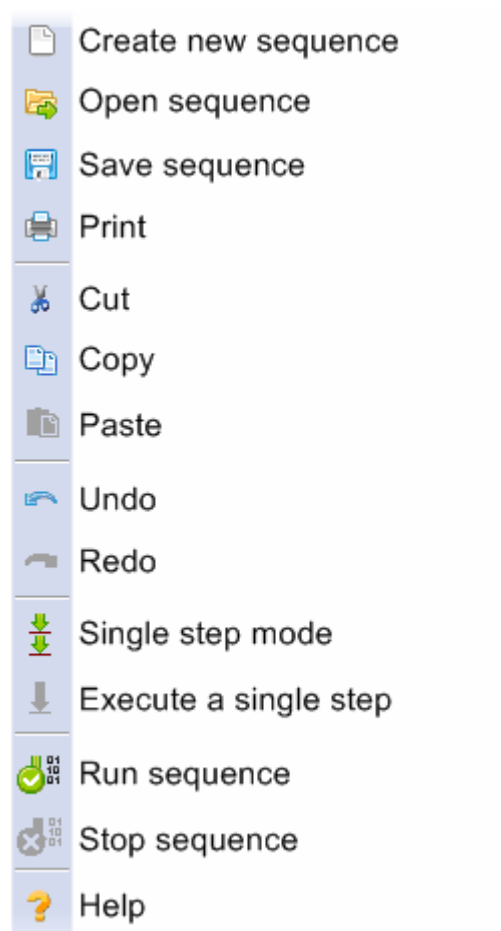 Create new sequence
Open sequence
Save sequence
Print
Cut
Copy
Paste
Undo
Redo
Single step mode
Execute a single step
Run sequence
Stop sequence
Help